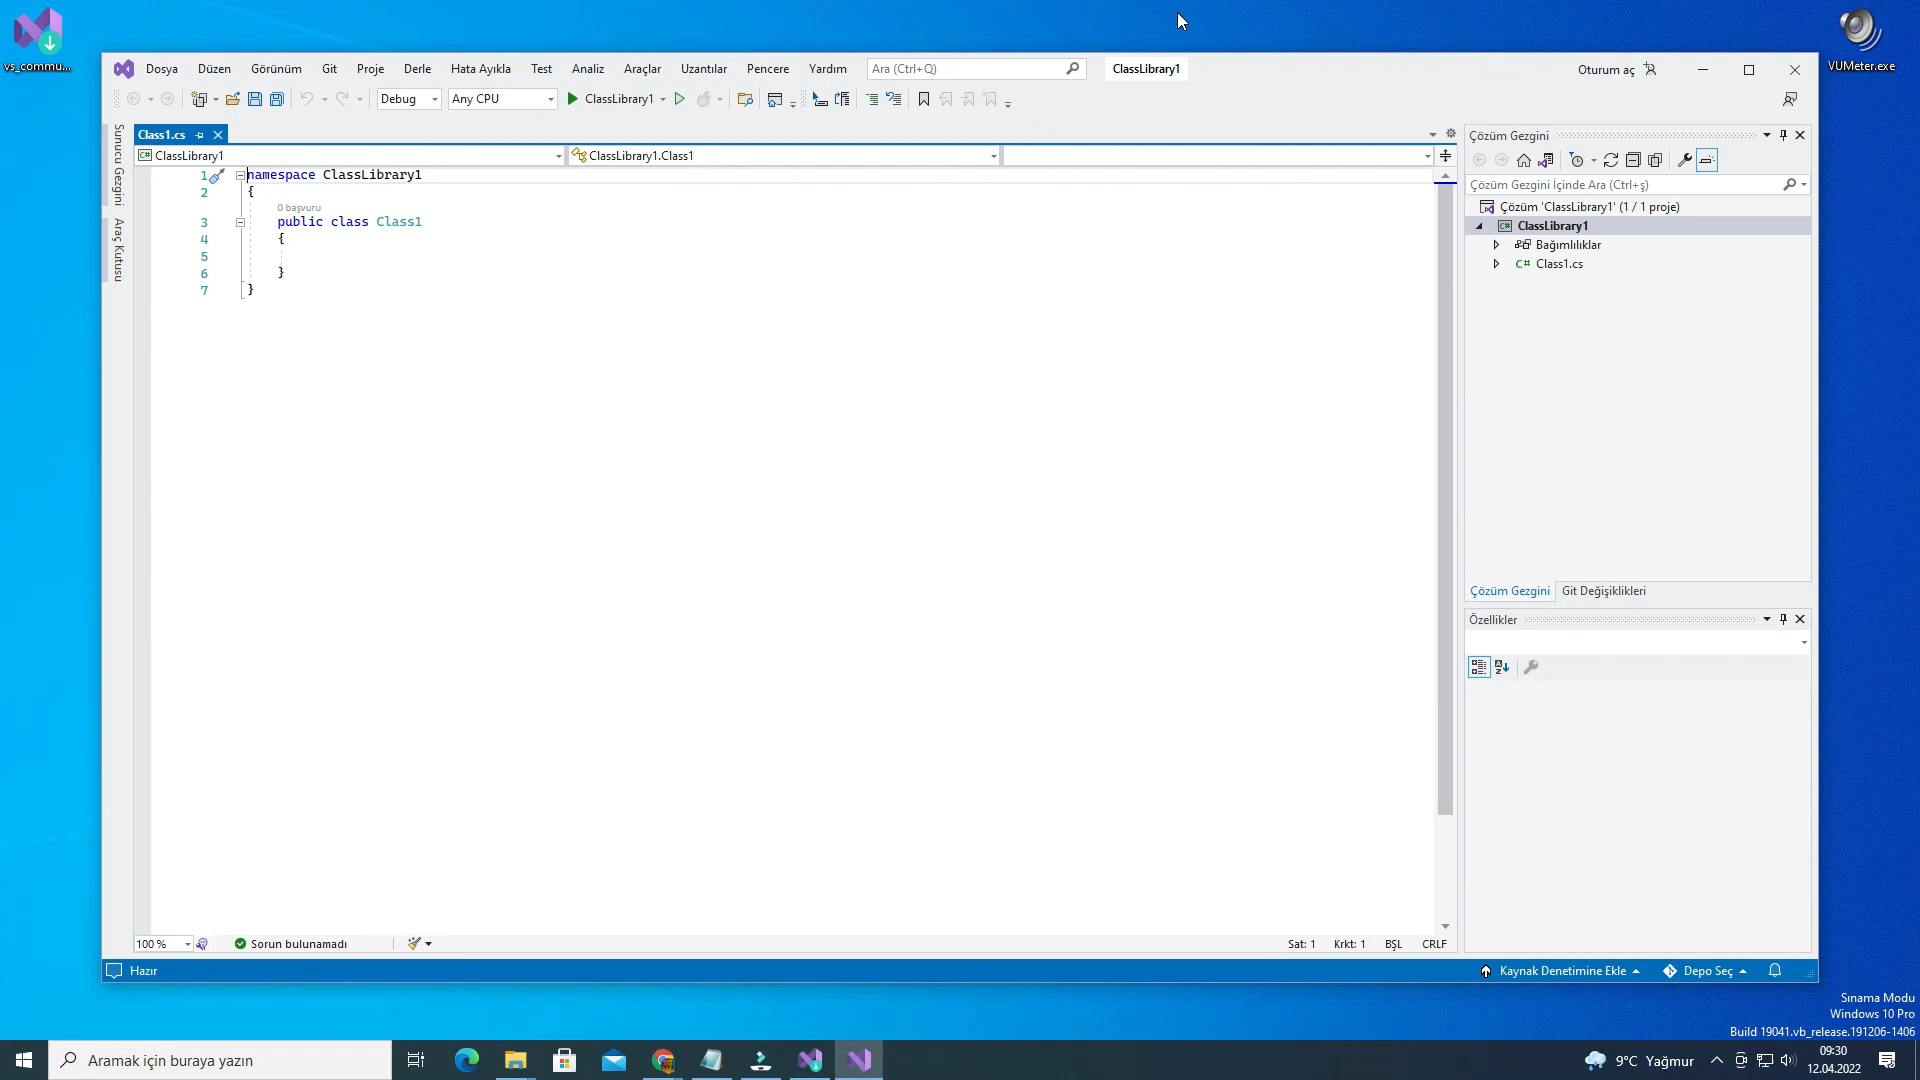 vs_commu...
VUMeter.exe
Dosya Düzen Görünüm Git Proje Derle Hata Ayıkla Test Analiz Araçlar Uzantılar Pencere Yardım Ara (Ctrl+Q) ClassLibrary1 Oturum aç
Debug Any CPU ClassLibrary1
Sunucu Gezgini
Araç Kutusu
Class1.cs
ClassLibrary1 ClassLibrary1.Class1
1 namespace ClassLibrary1
2 {
0 başvuru
3 public class Class1
4 {
5
6 }
7 }
100 % Sorun bulunamadı Sat: 1 Krkt: 1 BŞL CRLF
Çözüm Gezgini
Çözüm Gezgini İçinde Ara (Ctrl+ş)
Çözüm 'ClassLibrary1' (1 / 1 proje)
ClassLibrary1
Bağımlılıklar
C# Class1.cs
Çözüm Gezgini Git Değişiklikleri
Özellikler
Hazır Kaynak Denetimine Ekle Depo Seç
Sınama Modu
Windows 10 Pro
Build 19041.vb_release.191206-1406
Aramak için buraya yazın
9°C Yağmur
09:30
12.04.2022